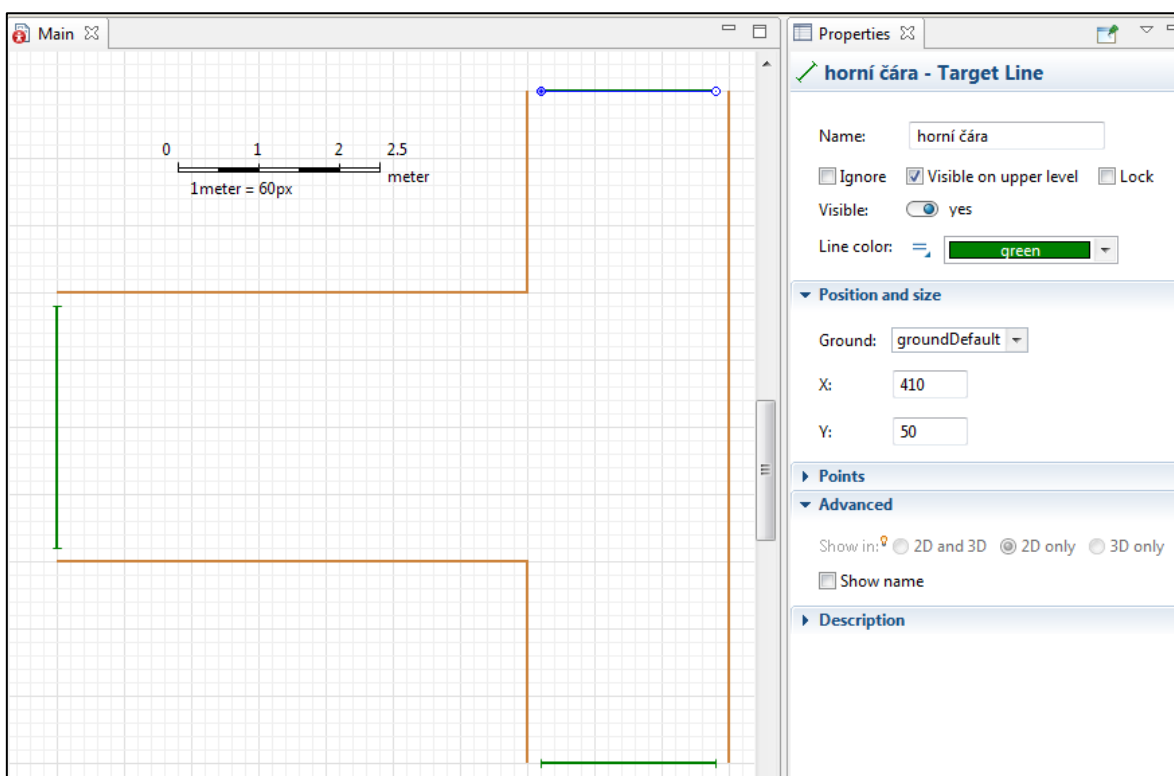 Main
0 1 2 2.5
meter
1meter = 60px
Properties
horní čára - Target Line
Name: horní čára
Ignore Visible on upper level Lock
Visible: yes
Line color: green
Position and size
Ground: groundDefault
X: 410
Y: 50
Points
Advanced
Show in: 2D and 3D 2D only 3D only
Show name
Description